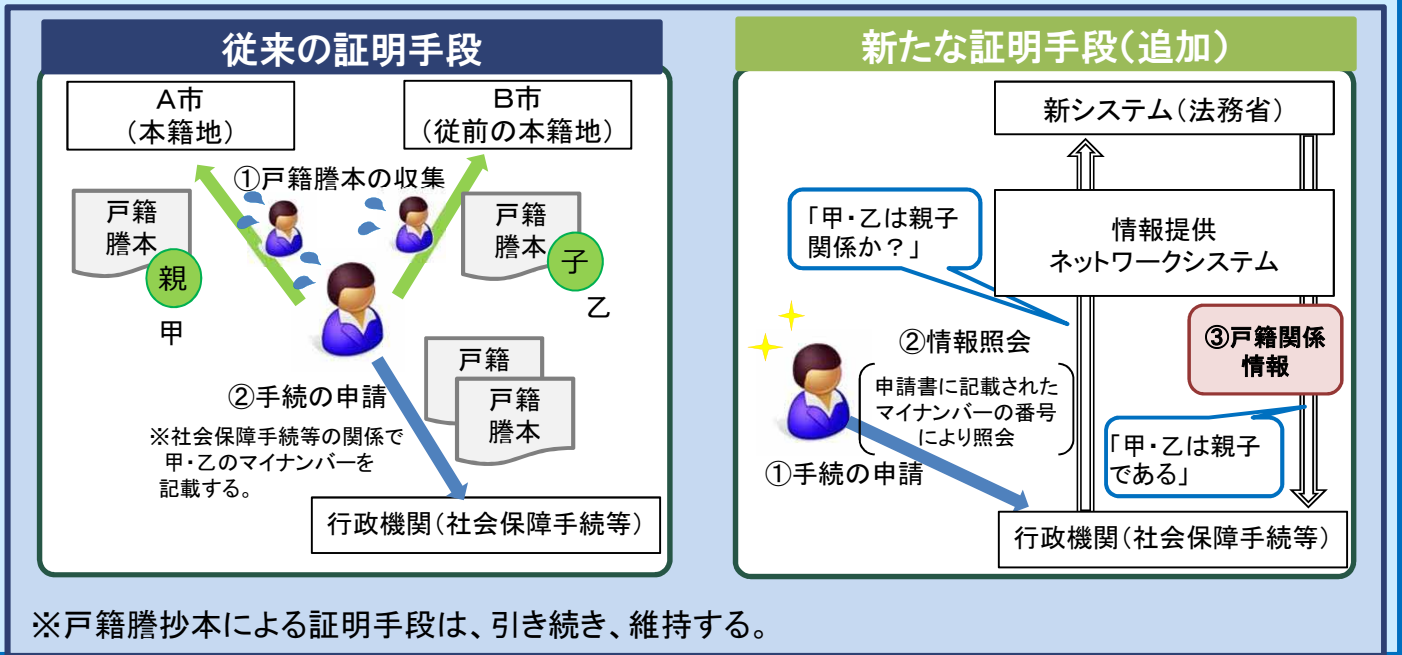 従来の証明手段
A市
(本籍地)
B市
(従前の本籍地)
①戸籍謄本の収集
戸籍
謄本
親
甲
戸籍
謄本
子
乙
戸籍
戸籍
謄本
②手続の申請
※社会保障手続等の関係で
甲・乙のマイナンバーを
記載する。
行政機関(社会保障手続等)
新たな証明手段(追加)
新システム(法務省)
情報提供
ネットワークシステム
「甲・乙は親子
関係か?」
②情報照会
申請書に記載された
マイナンバーの番号
により照会
①手続の申請
③戸籍関係
情報
「甲・乙は親子
である」
行政機関(社会保障手続等)
※戸籍謄抄本による証明手段は、引き続き、維持する。